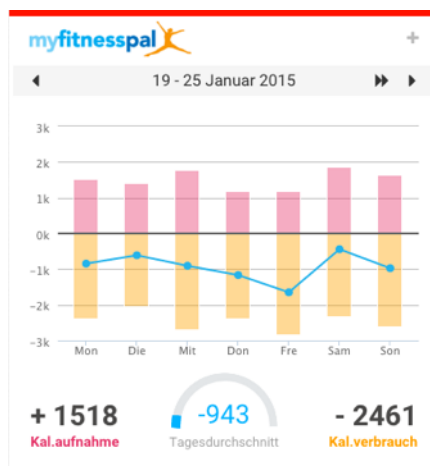 myfitnesspal
+
19 - 25 Januar 2015
3k
2k
1k
0k
-1k
-2k
-3k
Mon Die Mit Don Fre Sam Son
+ 1518 -943 - 2461
Kal.aufnahme Tagesdurchschnitt Kal.verbrauch